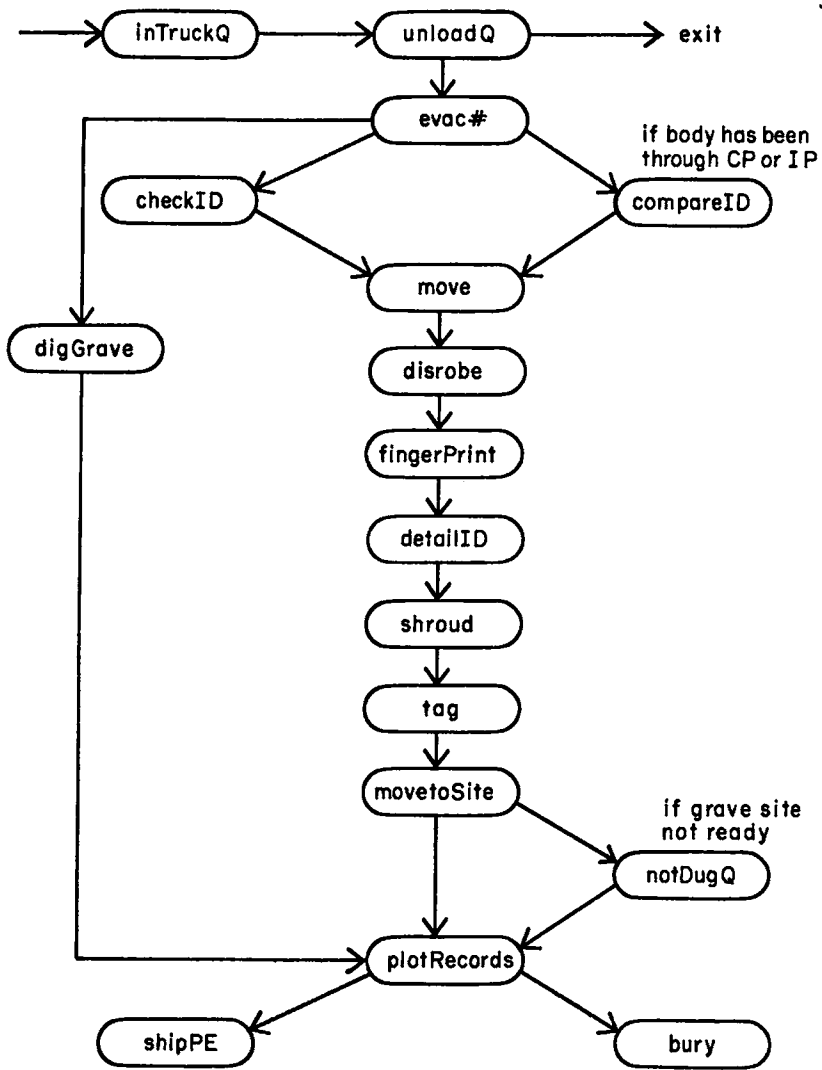 inTruckQ
unloadQ
exit
evac#
if body has been
through CP or IP
checkID
compareID
move
digGrave
disrobe
fingerPrint
detailID
shroud
tag
movetoSite
if grave site
not ready
notDugQ
plotRecords
shipPE
bury